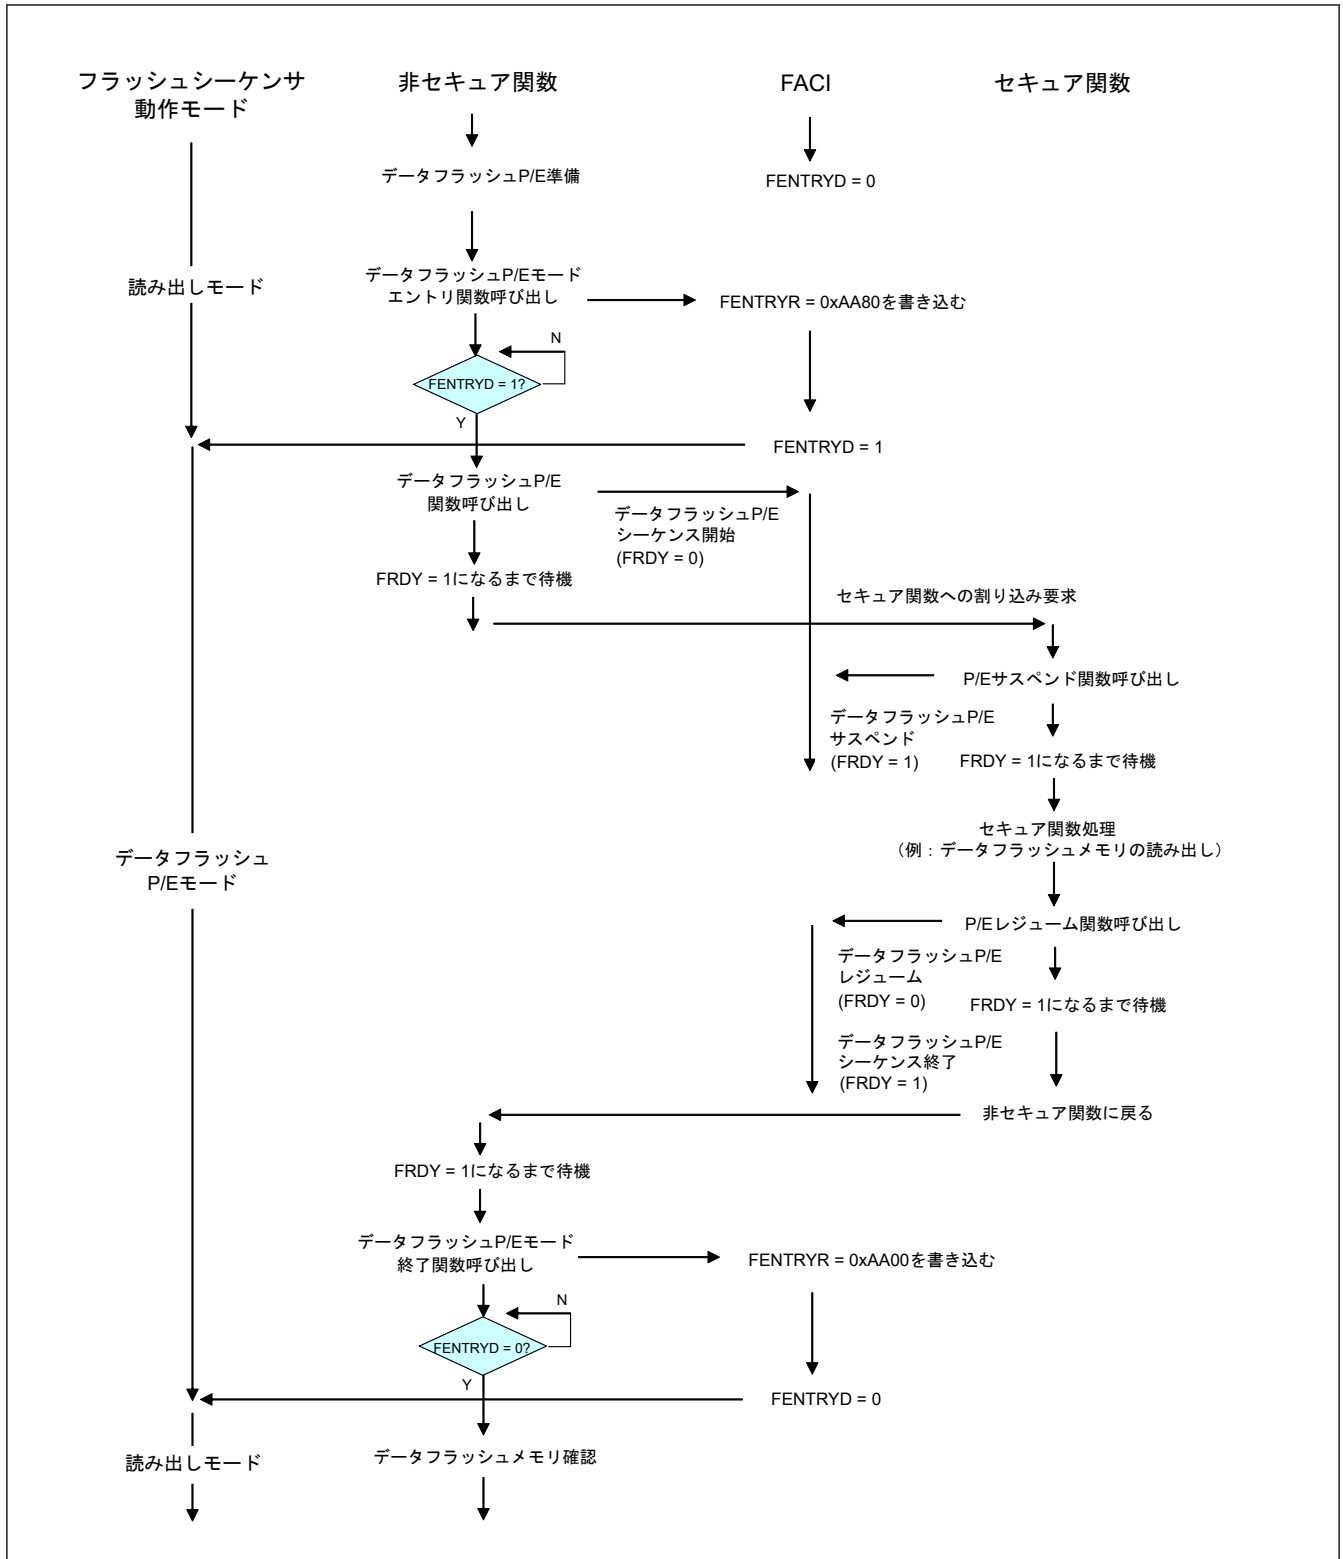 フラッシュシーケンサ
動作モード
非セキュア関数
FACI
セキュア関数
データフラッシュP/E準備
FENTRYD = 0
読み出しモード
データフラッシュP/Eモード
エントリ関数呼び出し
FENTRYR = 0xAA80を書き込む
N
FENTRYD = 1?
Y
FENTRYD = 1
データフラッシュP/E
関数呼び出し
データフラッシュP/E
シーケンス開始
(FRDY = 0)
FRDY = 1になるまで待機
セキュア関数への割り込み要求
P/Eサスペンド関数呼び出し
データフラッシュP/E
サスペンド
(FRDY = 1)
FRDY = 1になるまで待機
セキュア関数処理
（例：データフラッシュメモリの読み出し）
データフラッシュ
P/Eモード
P/Eレジューム関数呼び出し
データフラッシュP/E
レジューム
(FRDY = 0)
FRDY = 1になるまで待機
データフラッシュP/E
シーケンス終了
(FRDY = 1)
非セキュア関数に戻る
FRDY = 1になるまで待機
データフラッシュP/Eモード
終了関数呼び出し
FENTRYR = 0xAA00を書き込む
N
FENTRYD = 0?
Y
FENTRYD = 0
読み出しモード
データフラッシュメモリ確認